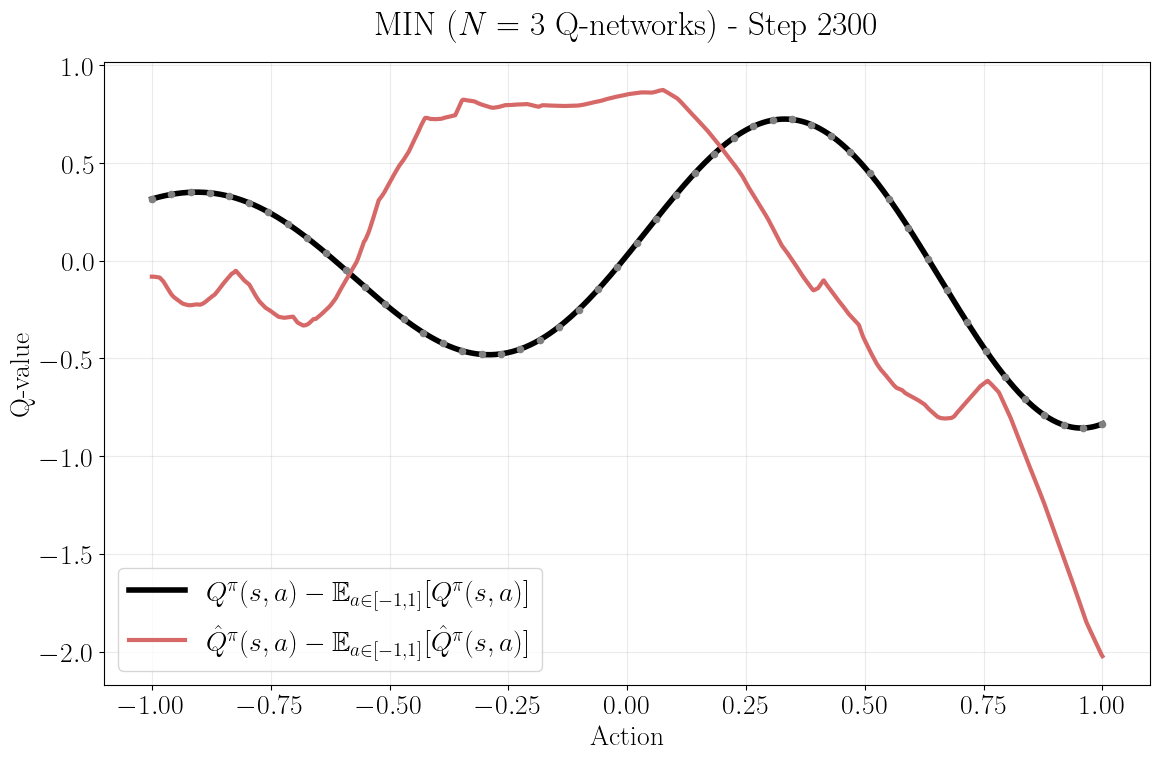 MIN (N = 3 Q-networks) - Step 2300
Q-value
1.0
0.5
0.0
−0.5
−1.0
−1.5
−2.0
Q^π(s, a) − 𝔼_{a∈[−1,1]}[Q^π(s, a)]
Q̂^π(s, a) − 𝔼_{a∈[−1,1]}[Q̂^π(s, a)]
−1.00 −0.75 −0.50 −0.25 0.00 0.25 0.50 0.75 1.00
Action